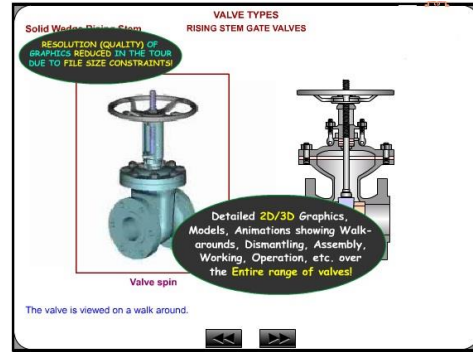 VALVE TYPES
Solid Wedge Rising Stem
RISING STEM GATE VALVES
RESOLUTION (QUALITY) OF
GRAPHICS REDUCED IN THE TOUR
DUE TO FILE SIZE CONSTRAINTS!
Detailed 2D/3D Graphics,
Models, Animations showing Walk-
arounds, Dismantling, Assembly,
Working, Operation, etc. over
the Entire range of valves!
Valve spin
The valve is viewed on a walk around.